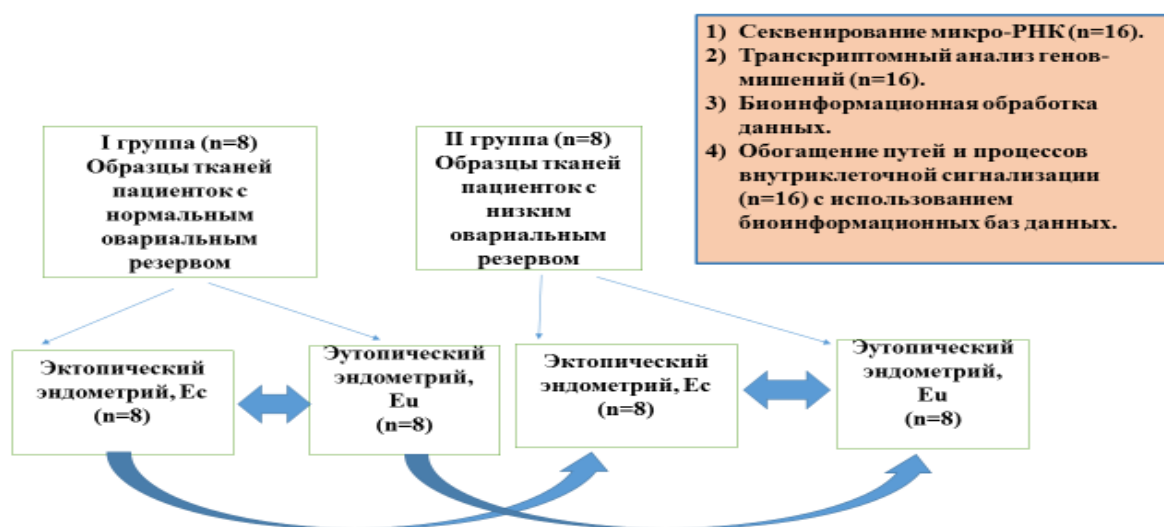 1) Секвенирование микро-РНК (n=16).
2) Транскриптомный анализ генов-
мишений (n=16).
3) Биоинформационная обработка
данных.
4) Обогащение путей и процессов
внутриклеточной сигнализации
(n=16) с использованием
биоинформационных баз данных.
I группа (n=8)
Образцы тканей
пациенток с
нормальным
овариальным
резервом
II группа (n=8)
Образцы тканей
пациенток с
низким
овариальным
резервом
Эктопический
эндометрий, Ec
(n=8)
Эутопический
эндометрий,
Eu
(n=8)
Эктопический
эндометрий, Ec
(n=8)
Эутопический
эндометрий,
Eu
(n=8)